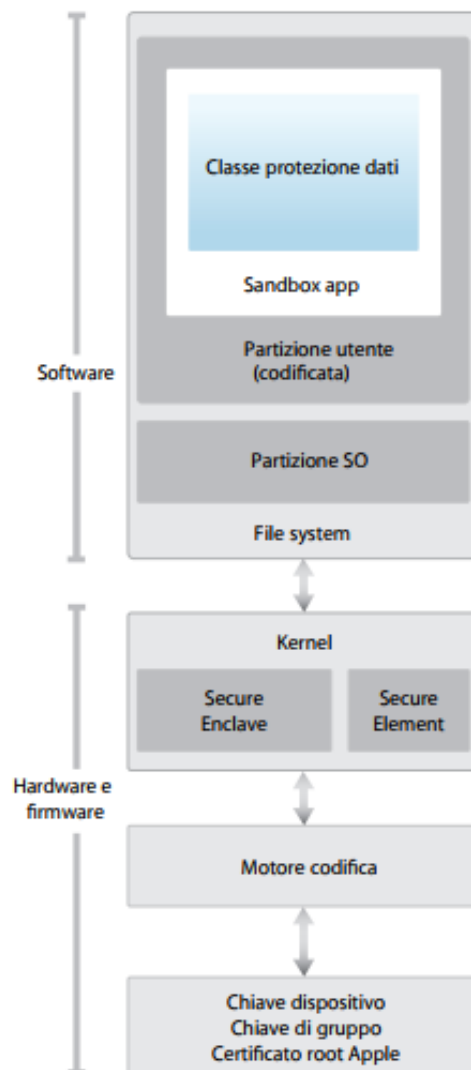 Classe protezione dati
Sandbox app
Partizione utente
(codificata)
Software
Partizione SO
File system
Kernel
Secure
Enclave
Secure
Element
Hardware e
firmware
Motore codifica
Chiave dispositivo
Chiave di gruppo
Certificato root Apple